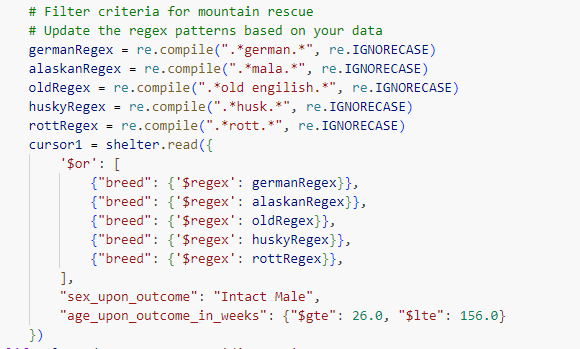 # Filter criteria for mountain rescue
# Update the regex patterns based on your data
germanRegex = re.compile(".*german.*", re.IGNORECASE)
alaskanRegex = re.compile(".*mala.*", re.IGNORECASE)
oldRegex = re.compile(".*old engilish.*", re.IGNORECASE)
huskyRegex = re.compile(".*husk.*", re.IGNORECASE)
rottRegex = re.compile(".*rott.*", re.IGNORECASE)
cursor1 = shelter.read({
    '$or': [
        {"breed": {'$regex': germanRegex}},
        {"breed": {'$regex': alaskanRegex}},
        {"breed": {'$regex': oldRegex}},
        {"breed": {'$regex': huskyRegex}},
        {"breed": {'$regex': rottRegex}},
    ],
    "sex_upon_outcome": "Intact Male",
    "age_upon_outcome_in_weeks": {"$gte": 26.0, "$lte": 156.0}
})